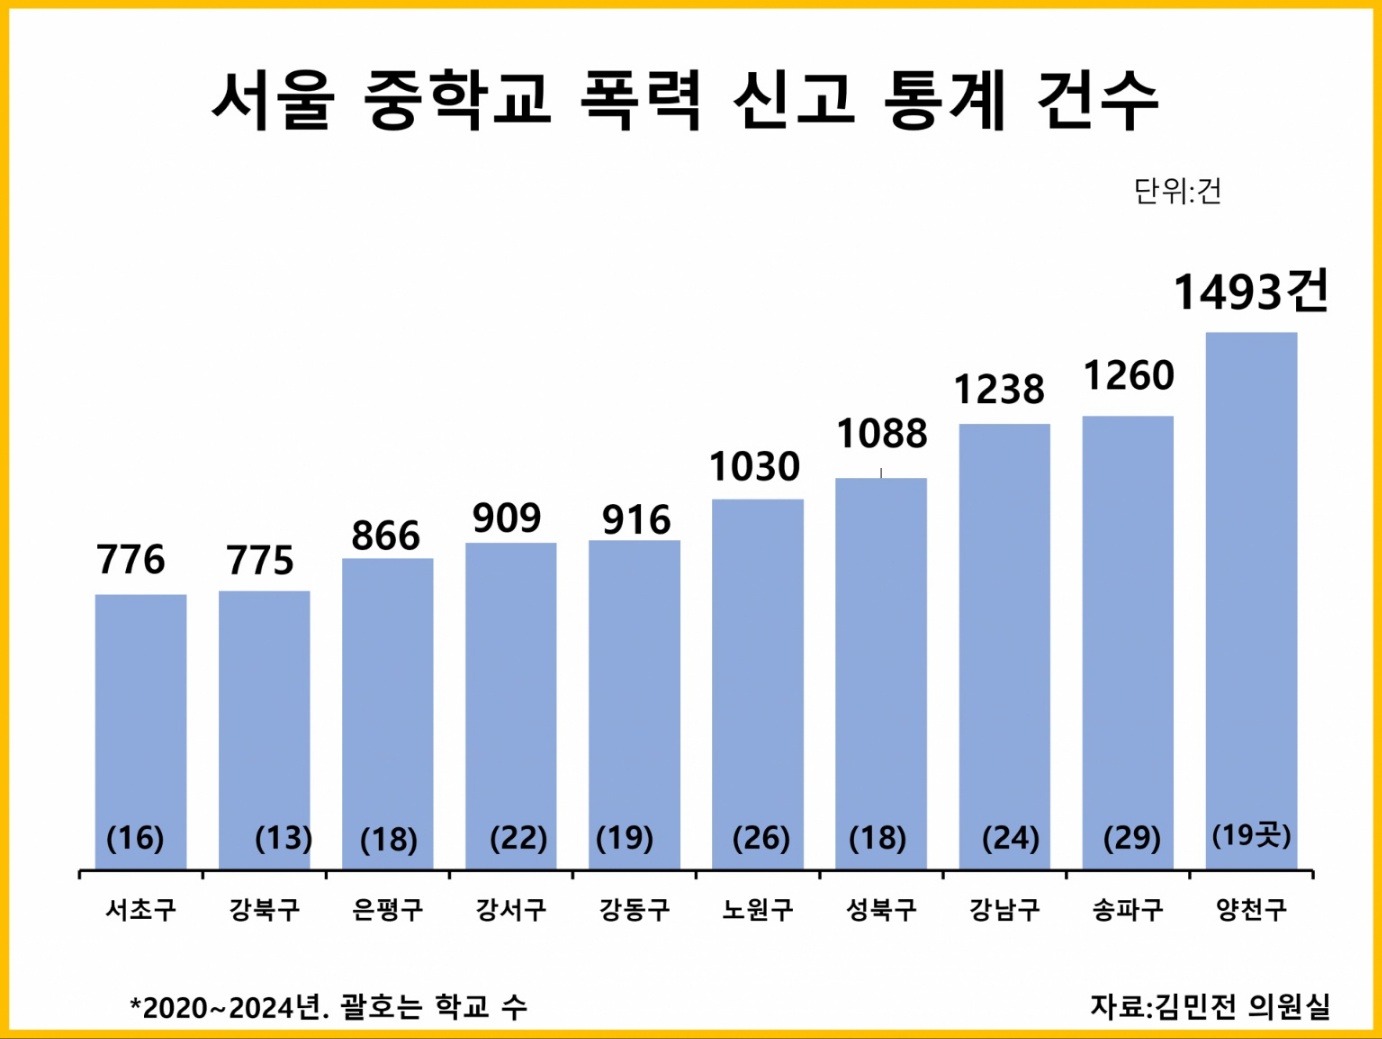 서울 중학교 폭력 신고 통계 건수
단위:건
776 775 866 909 916 1030 1088 1238 1260 1493건
(16) (13) (18) (22) (19) (26) (18) (24) (29) (19곳)
서초구 강북구 은평구 강서구 강동구 노원구 성북구 강남구 송파구 양천구
*2020~2024년. 괄호는 학교 수
자료:김민전 의원실